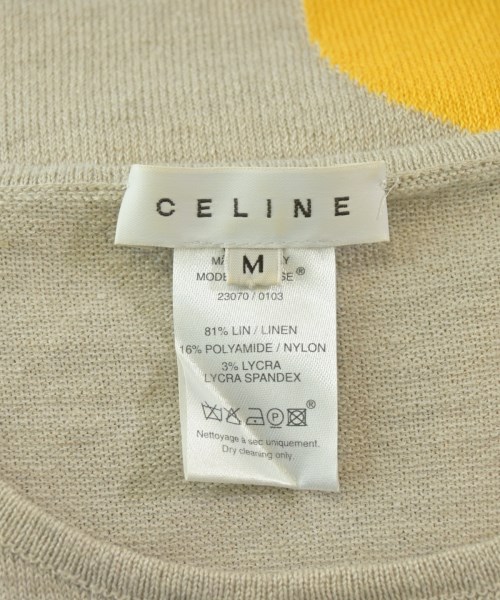 CELINE
M
23070 / 0103
81% LIN / LINEN
16% POLYAMIDE / NYLON
3% LYCRA
LYCRA SPANDEX
P
®
Nettoyage à sec uniquement.
Dry cleaning only.